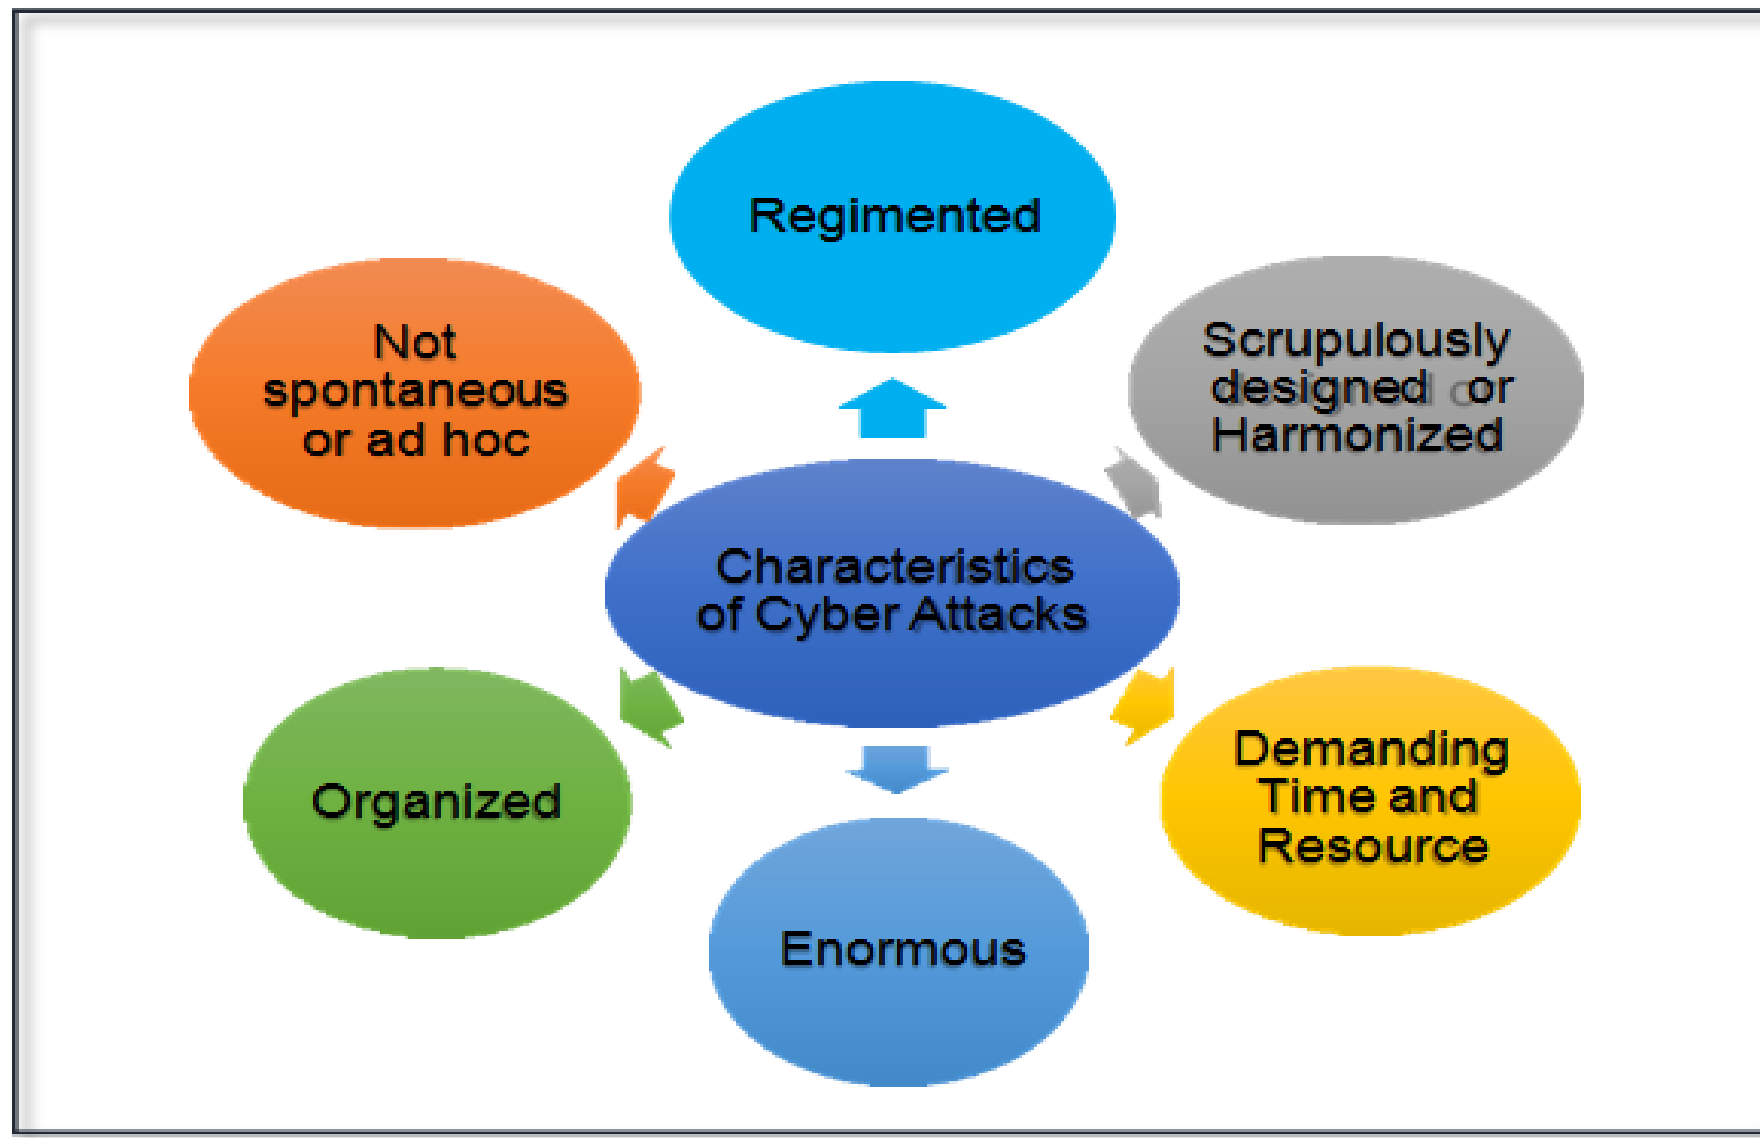 Regimented
Not
spontaneous
or ad hoc
Scrupulously
designed or
Harmonized
Characteristics
of Cyber Attacks
Organized
Demanding
Time and
Resource
Enormous